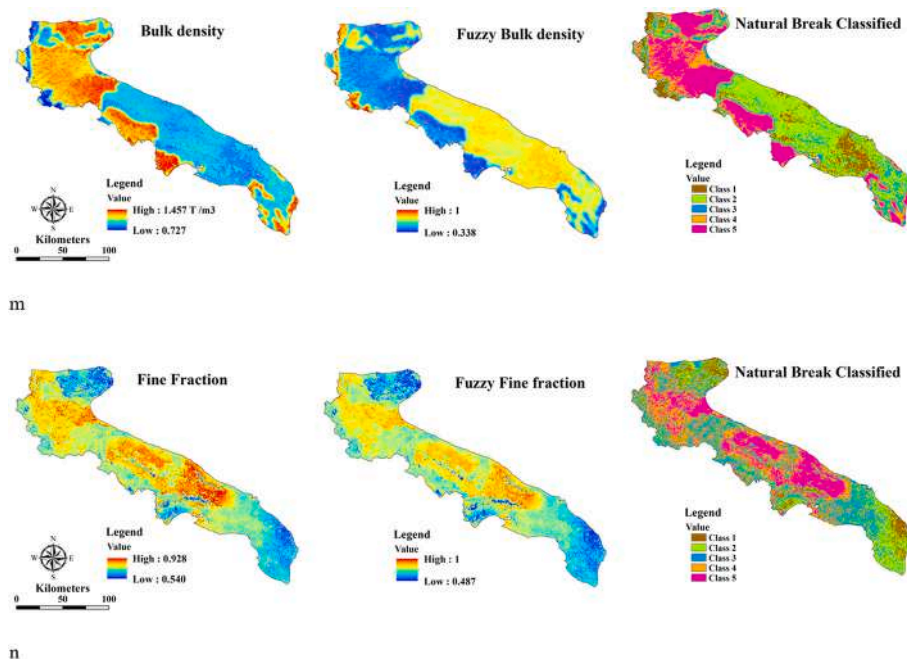 Bulk density
Fuzzy Bulk density
Natural Break Classified
N
W E
S
Kilometers
0 50 100
Legend
Value
High : 1.457 T /m3
Low : 0.727
Legend
Value
High : 1
Low : 0.338
Legend
Value
Class 1
Class 2
Class 3
Class 4
Class 5
m
Fine Fraction
Fuzzy Fine fraction
Natural Break Classified
N
W E
S
Kilometers
0 50 100
Legend
Value
High : 0.928
Low : 0.540
Legend
Value
High : 1
Low : 0.487
Legend
Value
Class 1
Class 2
Class 3
Class 4
Class 5
n